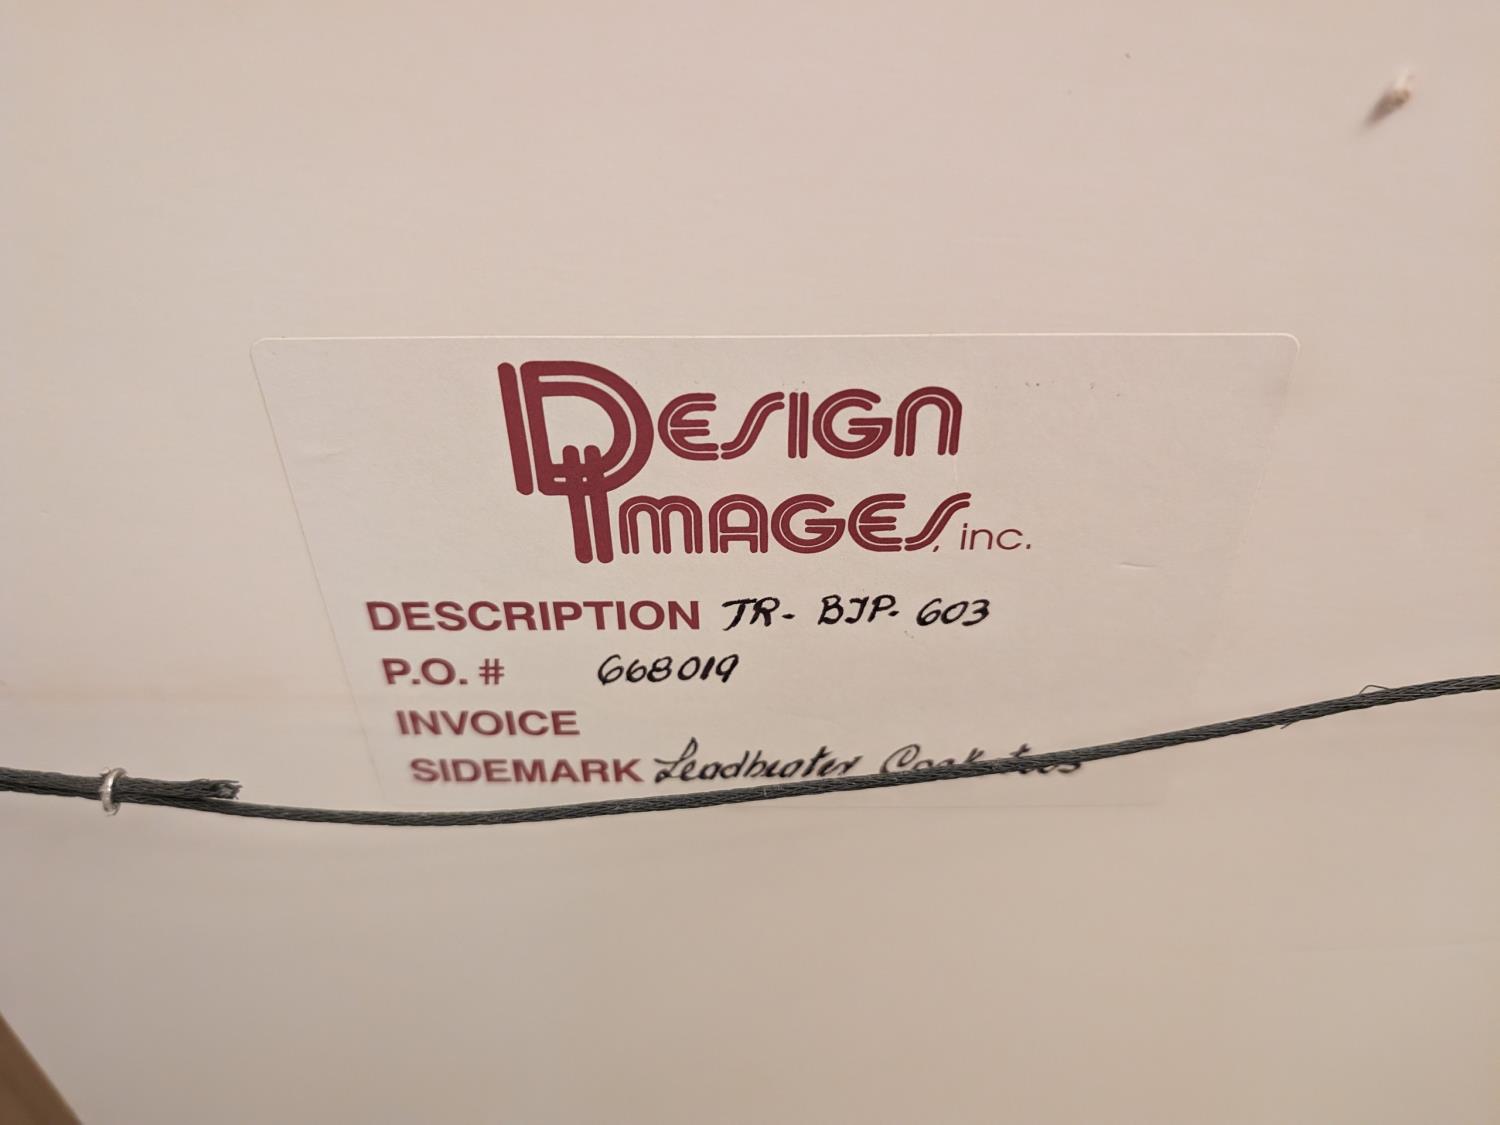 DESIGN
IMAGES, inc.
DESCRIPTION TR- BJP- 603
P.O. # 668019
INVOICE
SIDEMARK Leadbeater